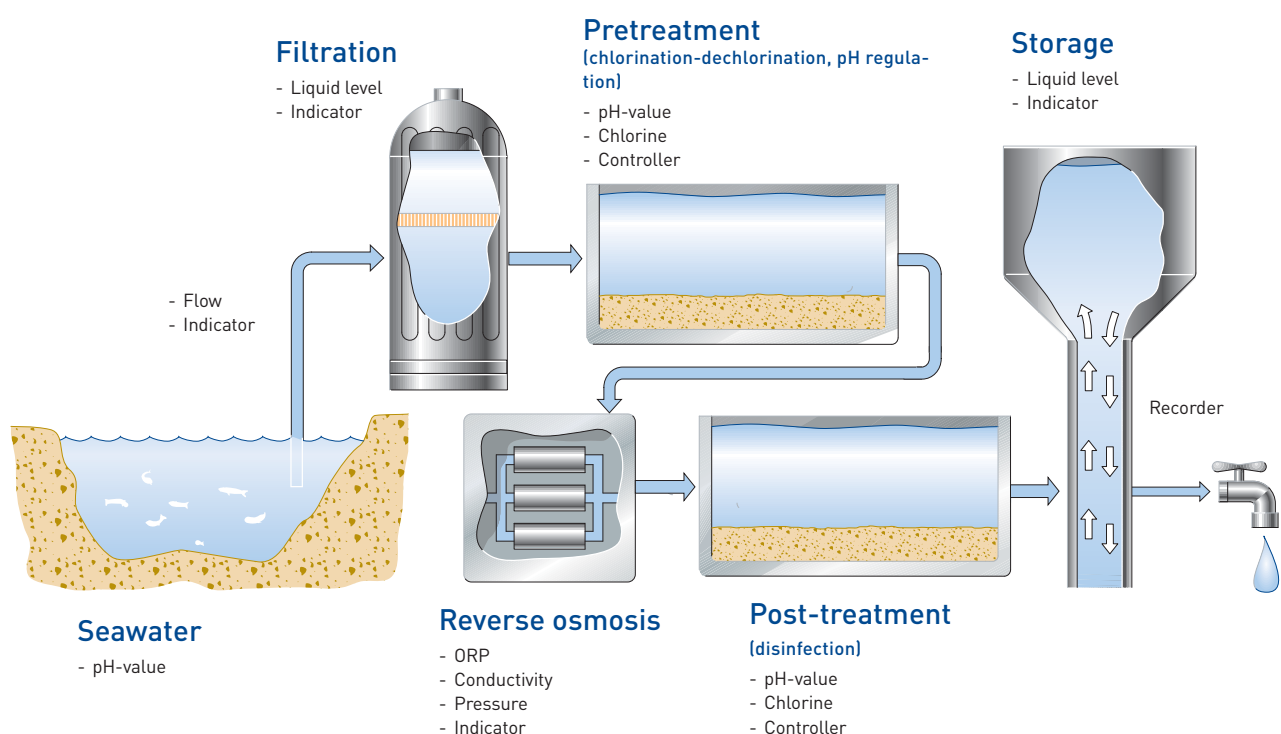 Filtration
- Liquid level
- Indicator
Pretreatment
(chlorination-dechlorination, pH regula-
tion)
- pH-value
- Chlorine
- Controller
Storage
- Liquid level
- Indicator
- Flow
- Indicator
Recorder
Seawater
- pH-value
Reverse osmosis
- ORP
- Conductivity
- Pressure
- Indicator
Post-treatment
(disinfection)
- pH-value
- Chlorine
- Controller